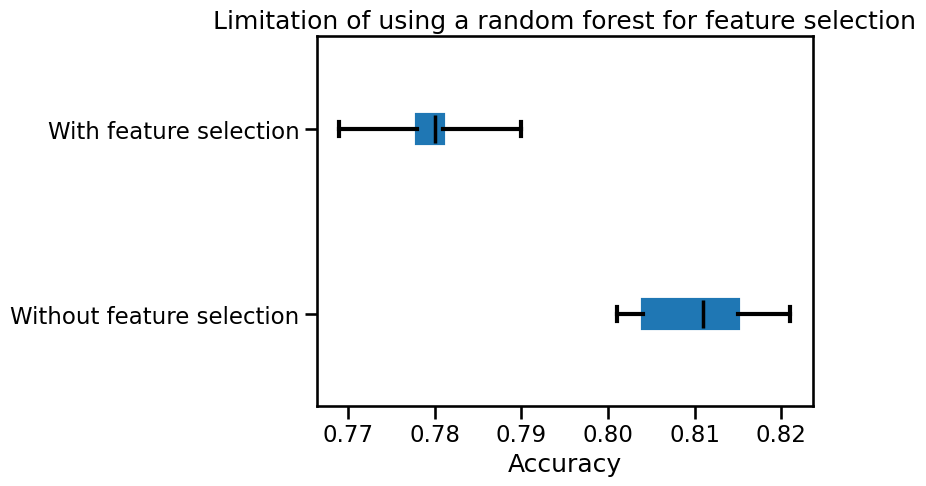 Limitation of using a random forest for feature selection
With feature selection
Without feature selection
0.77 0.78 0.79 0.80 0.81 0.82
Accuracy